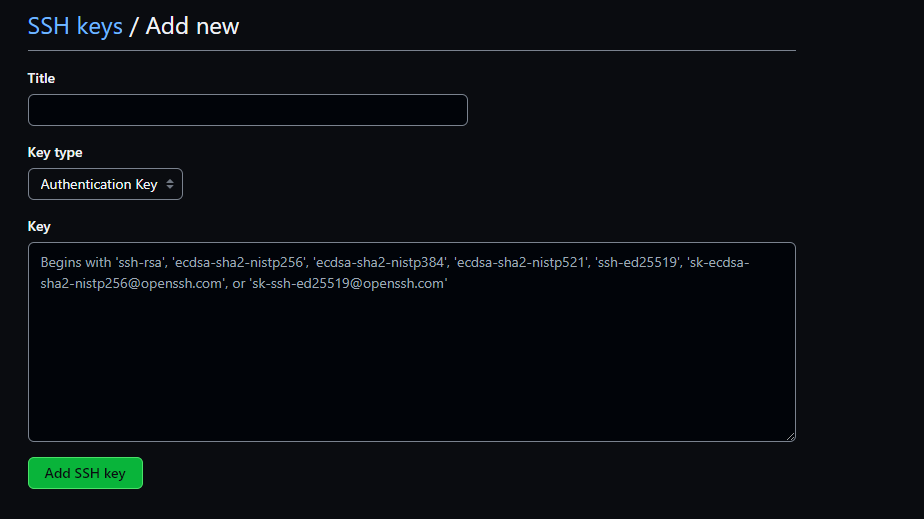 SSH keys / Add new
Title
Key type
Authentication Key
Key
Begins with 'ssh-rsa', 'ecdsa-sha2-nistp256', 'ecdsa-sha2-nistp384', 'ecdsa-sha2-nistp521', 'ssh-ed25519', 'sk-ecdsa-
sha2-nistp256@openssh.com', or 'sk-ssh-ed25519@openssh.com'
Add SSH key